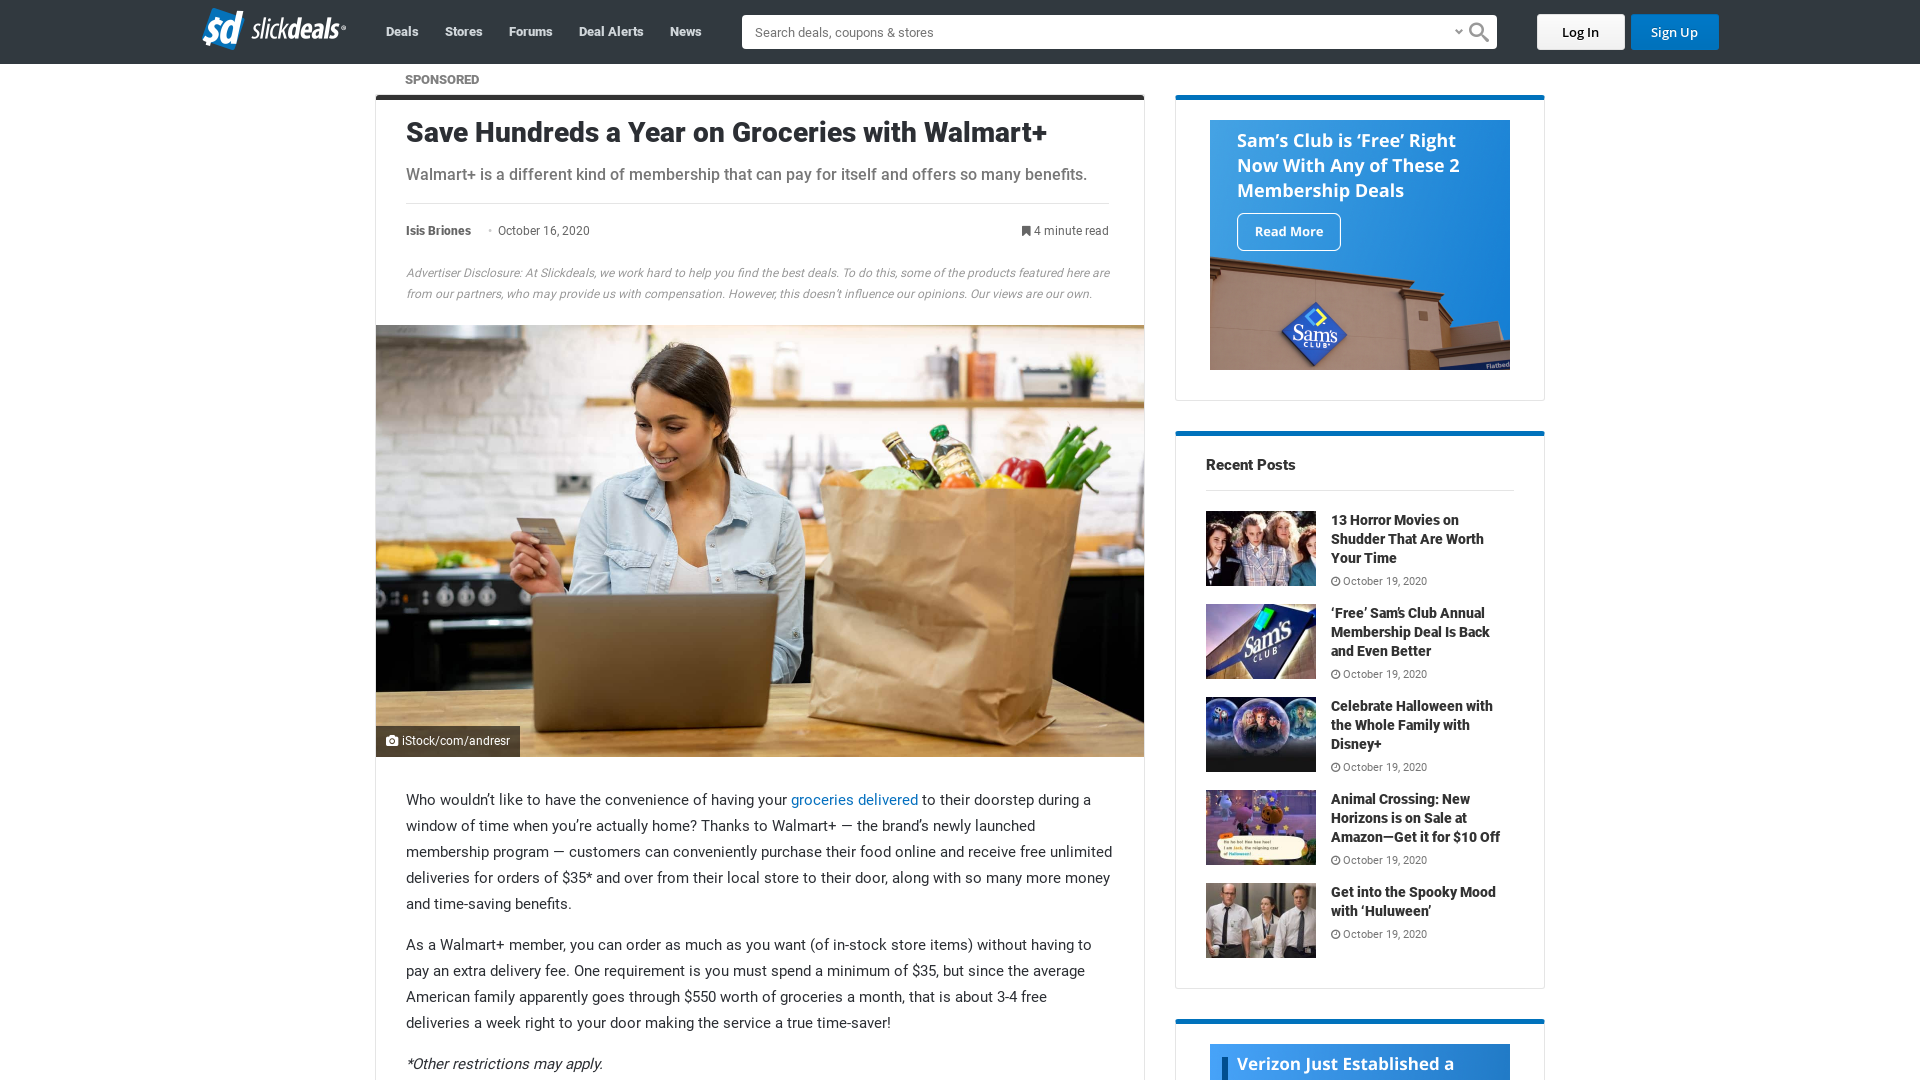 slickdeals
Deals
Stores
Forums
Deal Alerts
News
Search deals, coupons & stores
Log In
Sign Up
SPONSORED
Save Hundreds a Year on Groceries with Walmart+
Walmart+ is a different kind of membership that can pay for itself and offers so many benefits.
Isis Briones • October 16, 2020
4 minute read
Advertiser Disclosure: At Slickdeals, we work hard to help you find the best deals. To do this, some of the products featured here are
from our partners, who may provide us with compensation. However, this doesn’t influence our opinions. Our views are our own.
iStock/com/andresr
Who wouldn’t like to have the convenience of having your groceries delivered to their doorstep during a
window of time when you’re actually home? Thanks to Walmart+ — the brand’s newly launched
membership program — customers can conveniently purchase their food online and receive free unlimited
deliveries for orders of $35* and over from their local store to their door, along with so many more money
and time-saving benefits.
As a Walmart+ member, you can order as much as you want (of in-stock store items) without having to
pay an extra delivery fee. One requirement is you must spend a minimum of $35, but since the average
American family apparently goes through $550 worth of groceries a month, that is about 3-4 free
deliveries a week right to your door making the service a true time-saver!
*Other restrictions may apply.
Sam’s Club is ‘Free’ Right
Now With Any of These 2
Membership Deals
Read More
Sam's
CLUB
Flatbed
Recent Posts
13 Horror Movies on
Shudder That Are Worth
Your Time
October 19, 2020
Sam's
CLUB
‘Free’ Sam’s Club Annual
Membership Deal Is Back
and Even Better
October 19, 2020
Celebrate Halloween with
the Whole Family with
Disney+
October 19, 2020
Animal Crossing: New
Horizons is on Sale at
Amazon—Get it for $10 Off
October 19, 2020
Get into the Spooky Mood
with ‘Huluween’
October 19, 2020
Verizon Just Established a